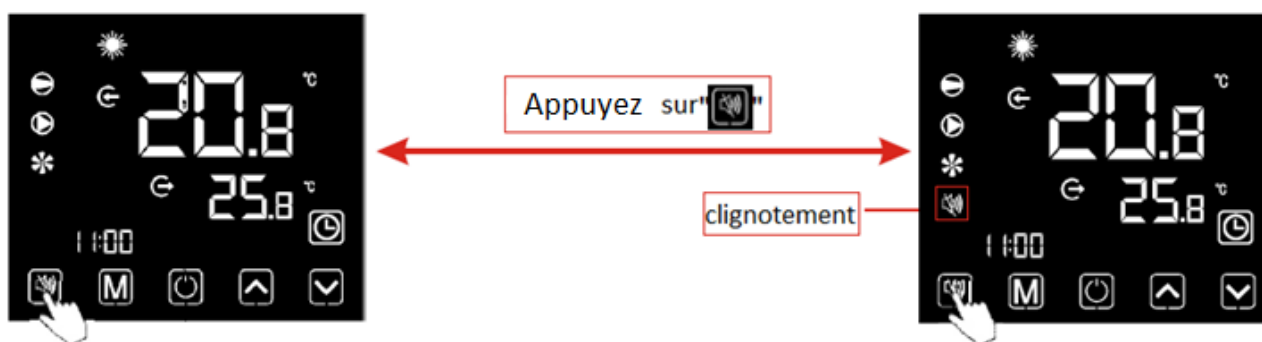 20.8 °C
25.8 °C
11:00
M
Appuyez sur" "
clignotement
20.8 °C
25.8 °C
11:00
M